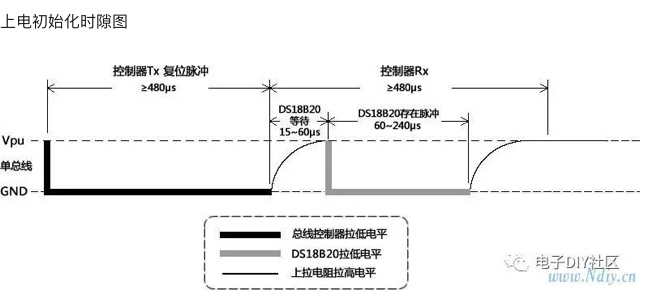 上电初始化时隙图
控制器Tx 复位脉冲
≥480μs
控制器Rx
≥480μs
DS18B20
等待
15~60μs
DS18B20存在脉冲
60~240μs
Vpu
单总线
GND
总线控制器拉低电平
DS18B20拉低电平
上拉电阻拉高电平
电子DIY社区
www.Ndiy.cn